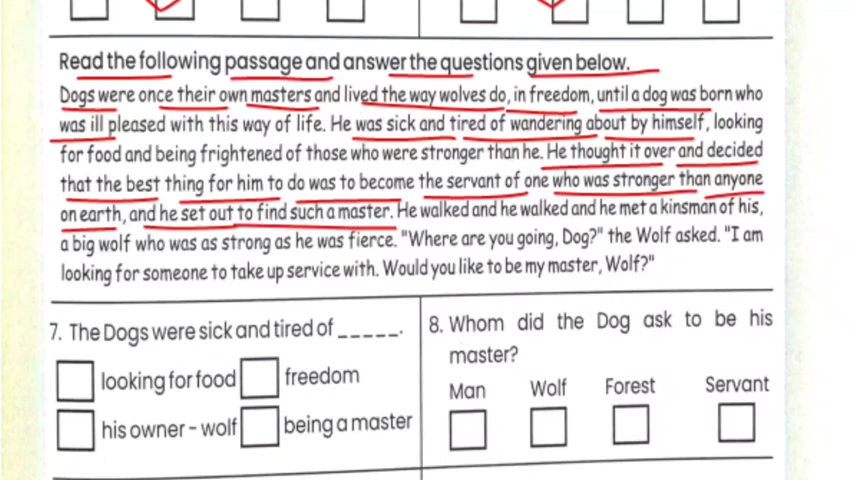 Read the following passage and answer the questions given below.
Dogs were once their own masters and lived the way wolves do, in freedom, until a dog was born who
was ill pleased with this way of life. He was sick and tired of wandering about by himself, looking
for food and being frightened of those who were stronger than he. He thought it over and decided
that the best thing for him to do was to become the servant of one who was stronger than anyone
on earth, and he set out to find such a master. He walked and he walked and he met a kinsman of his,
a big wolf who was as strong as he was fierce. "Where are you going, Dog?" the Wolf asked. "I am
looking for someone to take up service with. Would you like to be my master, Wolf?"
7. The Dogs were sick and tired of _____.
looking for food freedom
his owner - wolf being a master
8. Whom did the Dog ask to be his
master?
Man Wolf Forest Servant